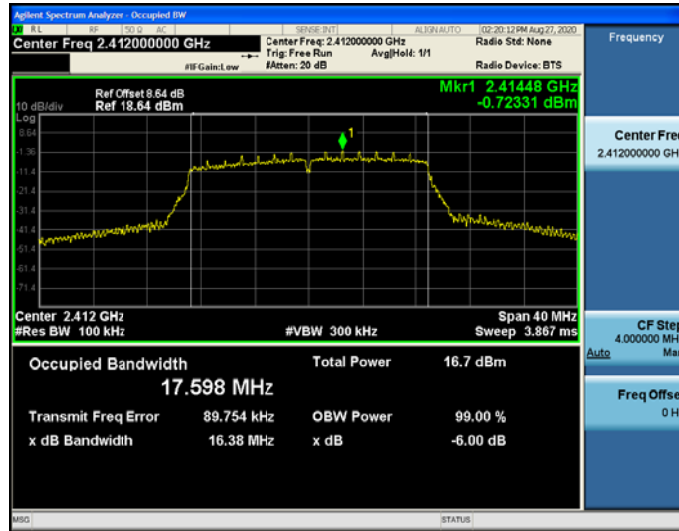 Agilent Spectrum Analyzer - Occupied BW
RL RF 50 Ω AC SENSE:INT ALIGN AUTO 02:20:12 PM Aug 27, 2020
Center Freq 2.412000000 GHz
Center Freq: 2.412000000 GHz
Radio Std: None
Trig: Free Run Avg|Hold: 1/1
#IFGain:Low #Atten: 20 dB Radio Device: BTS
Frequency
Ref Offset 8.64 dB
Mkr1 2.41448 GHz
10 dB/div Ref 18.64 dBm -0.72331 dBm
Log
8.64
1
-1.36
-11.4
-21.4
-31.4
-41.4
-51.4
-61.4
-71.4
Center 2.412 GHz Span 40 MHz
#Res BW 100 kHz #VBW 300 kHz Sweep 3.867 ms
Center Fre
2.412000000 GH
CF Step
4.000000 MH
Auto Ma
Freq Offse
0 H
Occupied Bandwidth Total Power 16.7 dBm
17.598 MHz
Transmit Freq Error 89.754 kHz OBW Power 99.00 %
x dB Bandwidth 16.38 MHz x dB -6.00 dB
MSG STATUS